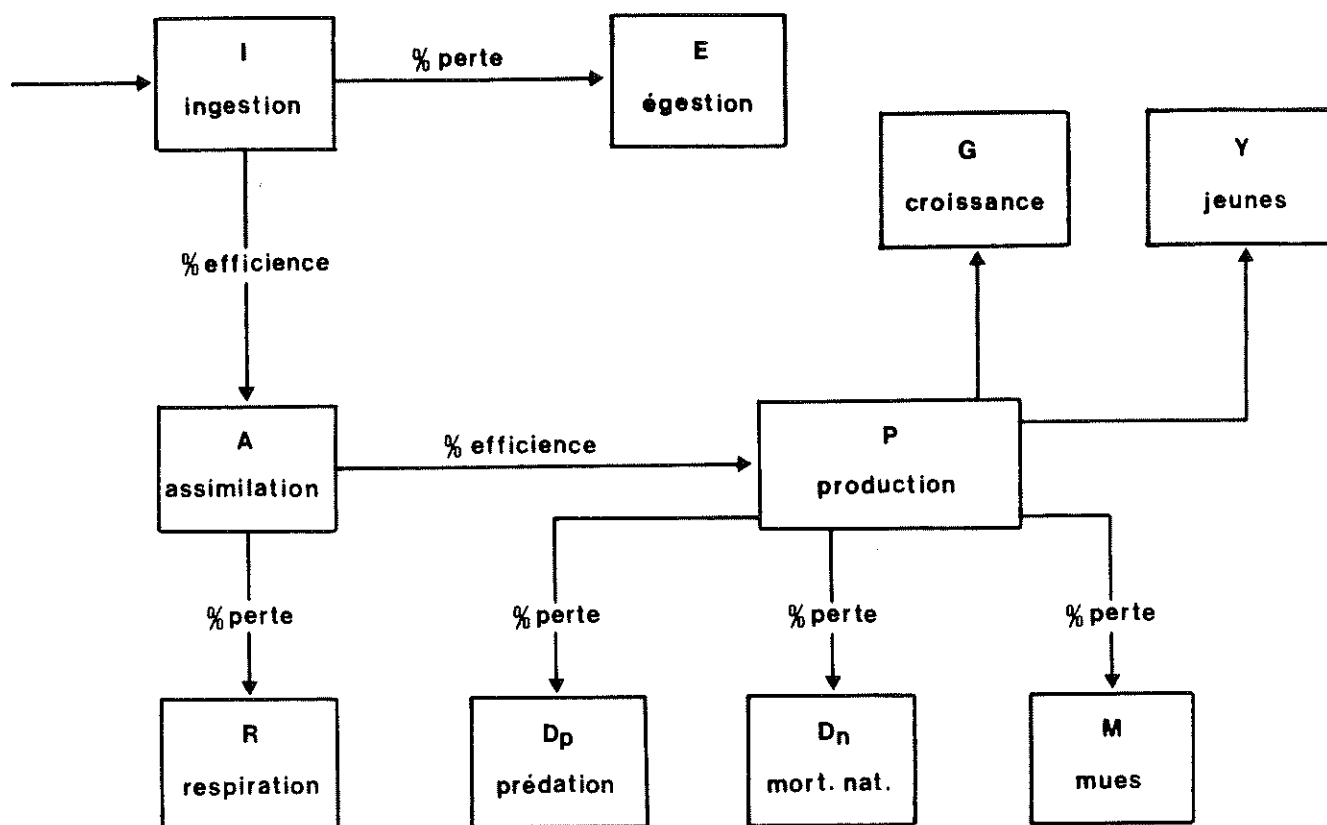 I
ingestion
% perte
E
égestion
G
croissance
Y
jeunes
% efficience
A
assimilation
% efficience
P
production
% perte
% perte
% perte
% perte
R
respiration
Dp
prédation
Dn
mort. nat.
M
mues